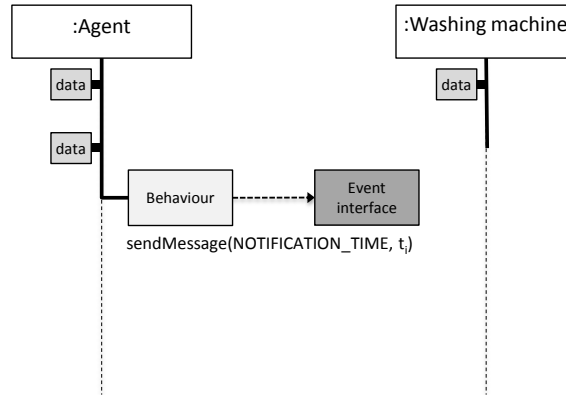 :Agent
:Washing machine
data
data
data
Behaviour
Event
interface
sendMessage(NOTIFICATION_TIME, tᵢ)